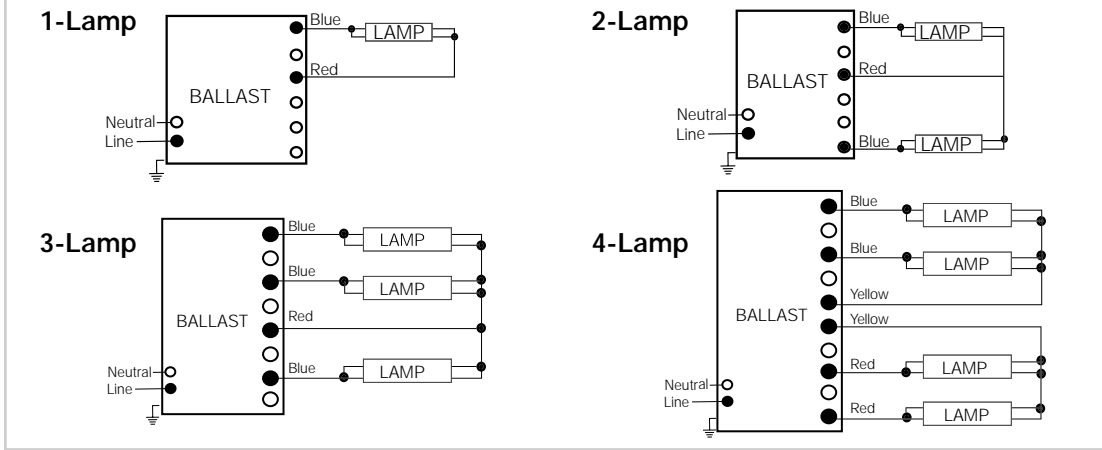 1-Lamp
Blue
LAMP
Red
BALLAST
Neutral
Line
2-Lamp
Blue
LAMP
Red
BALLAST
Neutral
Line
Blue
LAMP
3-Lamp
Blue
LAMP
Blue
LAMP
Red
BALLAST
Blue
LAMP
Neutral
Line
4-Lamp
Blue
LAMP
Blue
LAMP
Yellow
BALLAST
Yellow
Red
LAMP
Neutral
Line
Red
LAMP